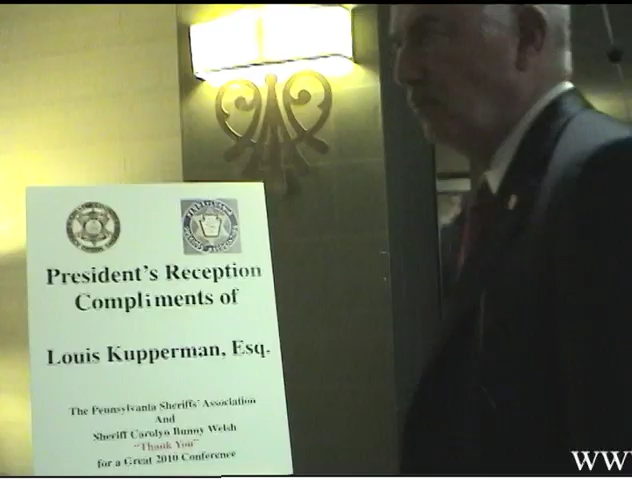 President's Reception
Compliments of
Louis Kupperman, Esq.
The Pennsylvania Sheriffs' Association
And
Sheriff Carolyn Bunny Welsh
"Thank You"
for a Great 2010 Conference
WW